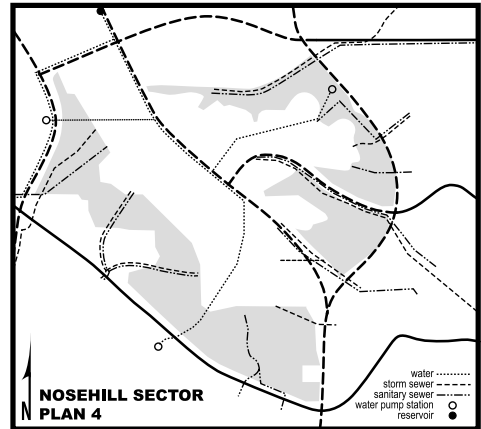 water
storm sewer
sanitary sewer
water pump station
reservoir
N
NOSEHILL SECTOR
PLAN 4